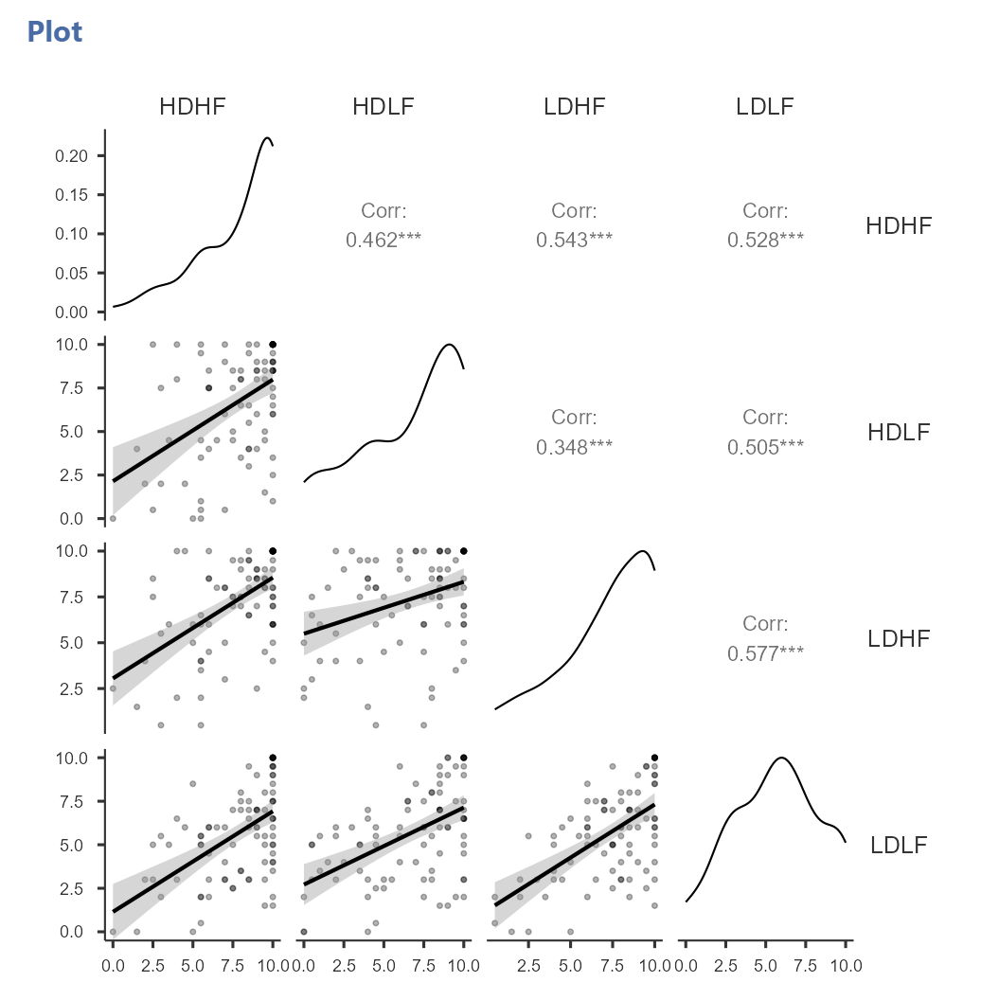 Plot
HDHF HDLF LDHF LDLF
0.20
0.15
0.10
0.05
0.00
Corr:
0.462***
Corr:
0.543***
Corr:
0.528***
HDHF
10.0
7.5
5.0
2.5
0.0
Corr:
0.348***
Corr:
0.505***
HDLF
10.0
7.5
5.0
2.5
Corr:
0.577***
LDHF
10.0
7.5
5.0
2.5
0.0
LDLF
0.0 2.5 5.0 7.5 10.0 0.0 2.5 5.0 7.5 10.0 2.5 5.0 7.5 10.0 0.0 2.5 5.0 7.5 10.0